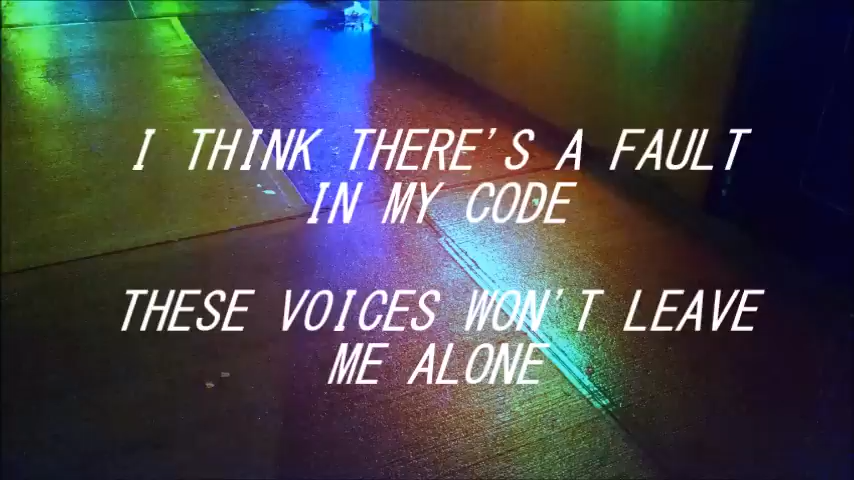 I THINK THERE'S A FAULT
IN MY CODE
THESE VOICES WON'T LEAVE
ME ALONE